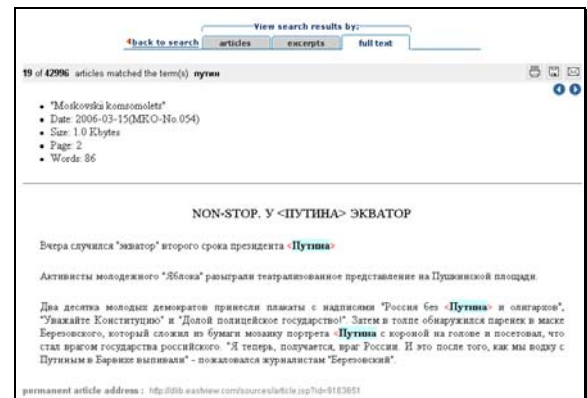 View search results by:
back to search articles excerpts full text
19 of 42996 articles matched the term(s) путин
• "Moskovskii komsomolets"
• Date: 2006-03-15(MKO-No.054)
• Size: 1.0 Kbytes
• Page: 2
• Words: 86
NON-STOP. У <ПУТИНА> ЭКВАТОР
Вчера случился "экватор" второго срока президента <Путина>
Активисты молодежного "Яблока" разыграли театрализованное представление на Пушкинской площади.
Два десятка молодых демократов принесли плакаты с надписями "Россия без <Путина> и олигархов",
"Уважайте Конституцию" и "Долой полицейское государство!". Затем в толпе обнаружился паренек в маске
Березовского, который сложил из бумаги мозаику портрета <Путина с короной на голове и посетовал, что
стал врагом государства российского. "Я теперь, получается, враг России. И это после того, как мы водку с
Путиным в Барвихе выпивали" - пожаловался журналистам "Березовский".
permanent article address : http://dlib.eastview.com/sources/article.jsp?id=9163651